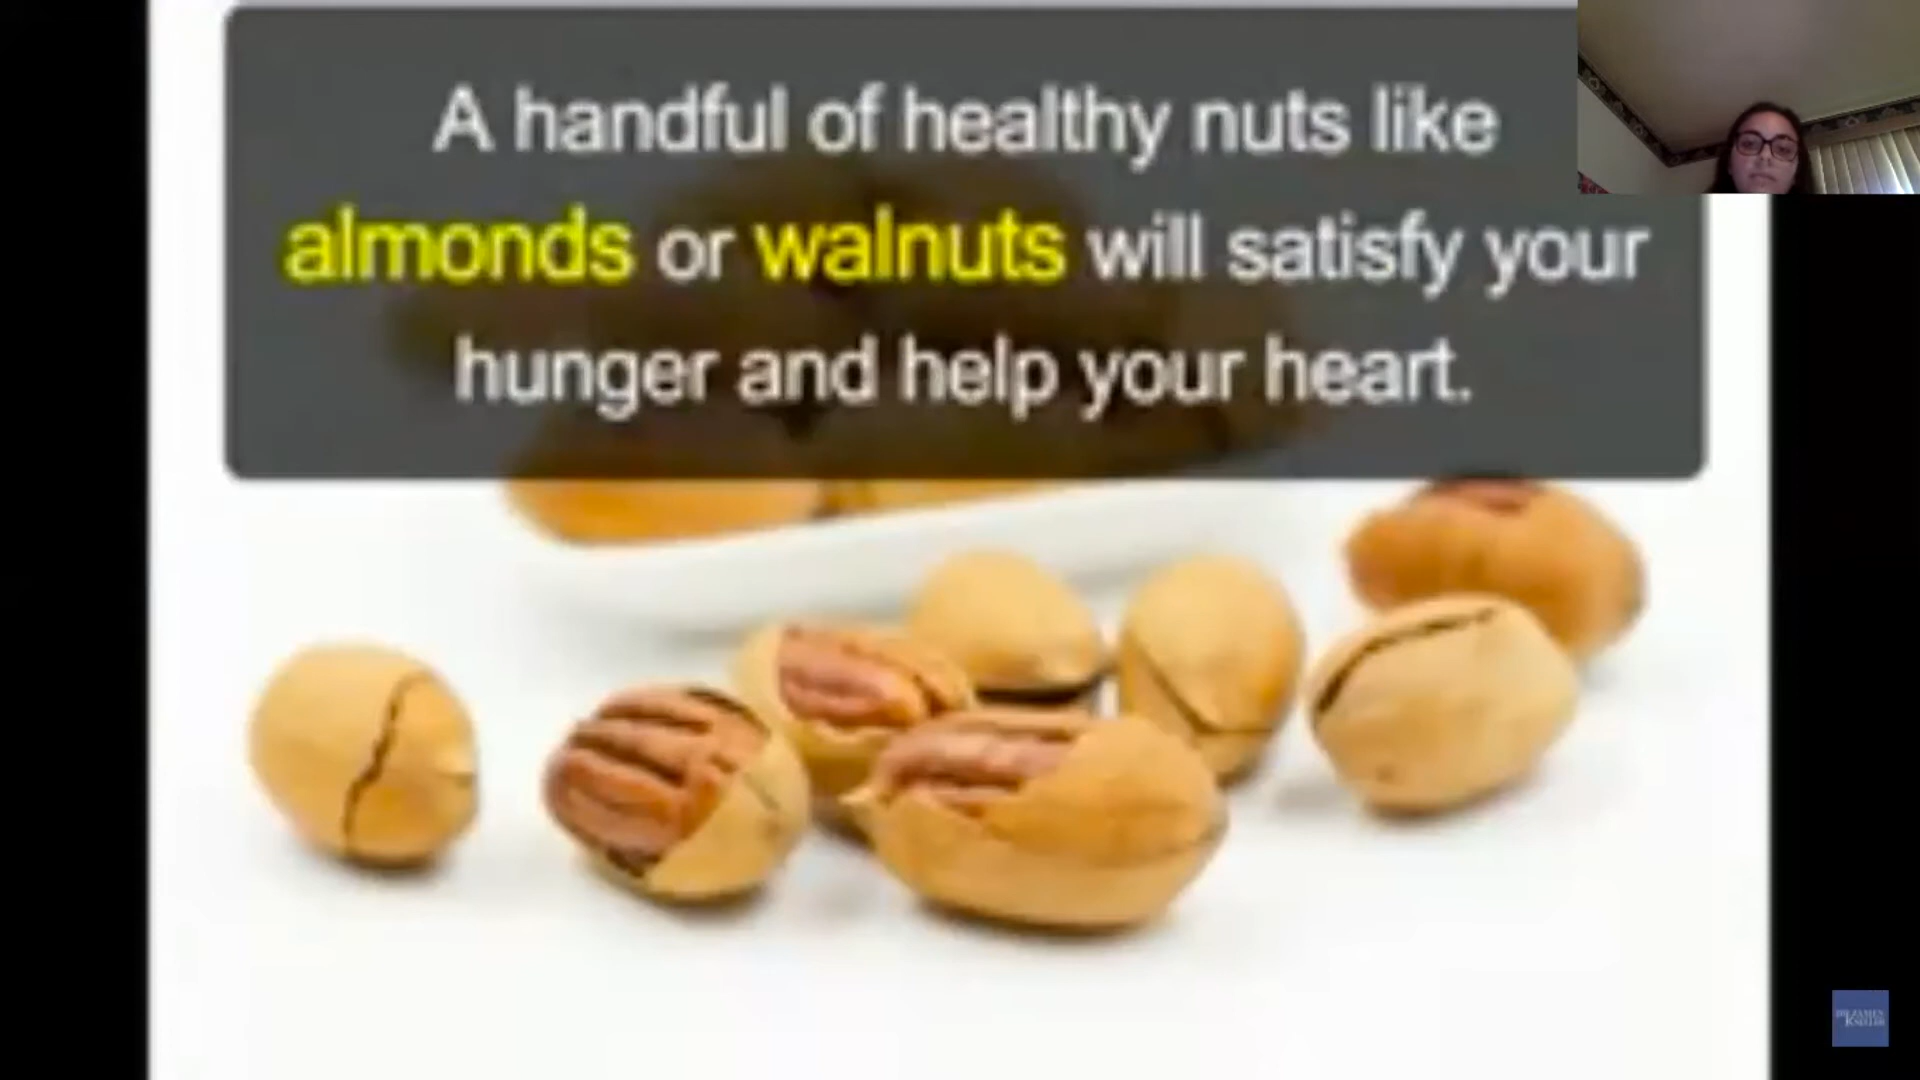 A handful of healthy nuts like
almonds or walnuts will satisfy your
hunger and help your heart.